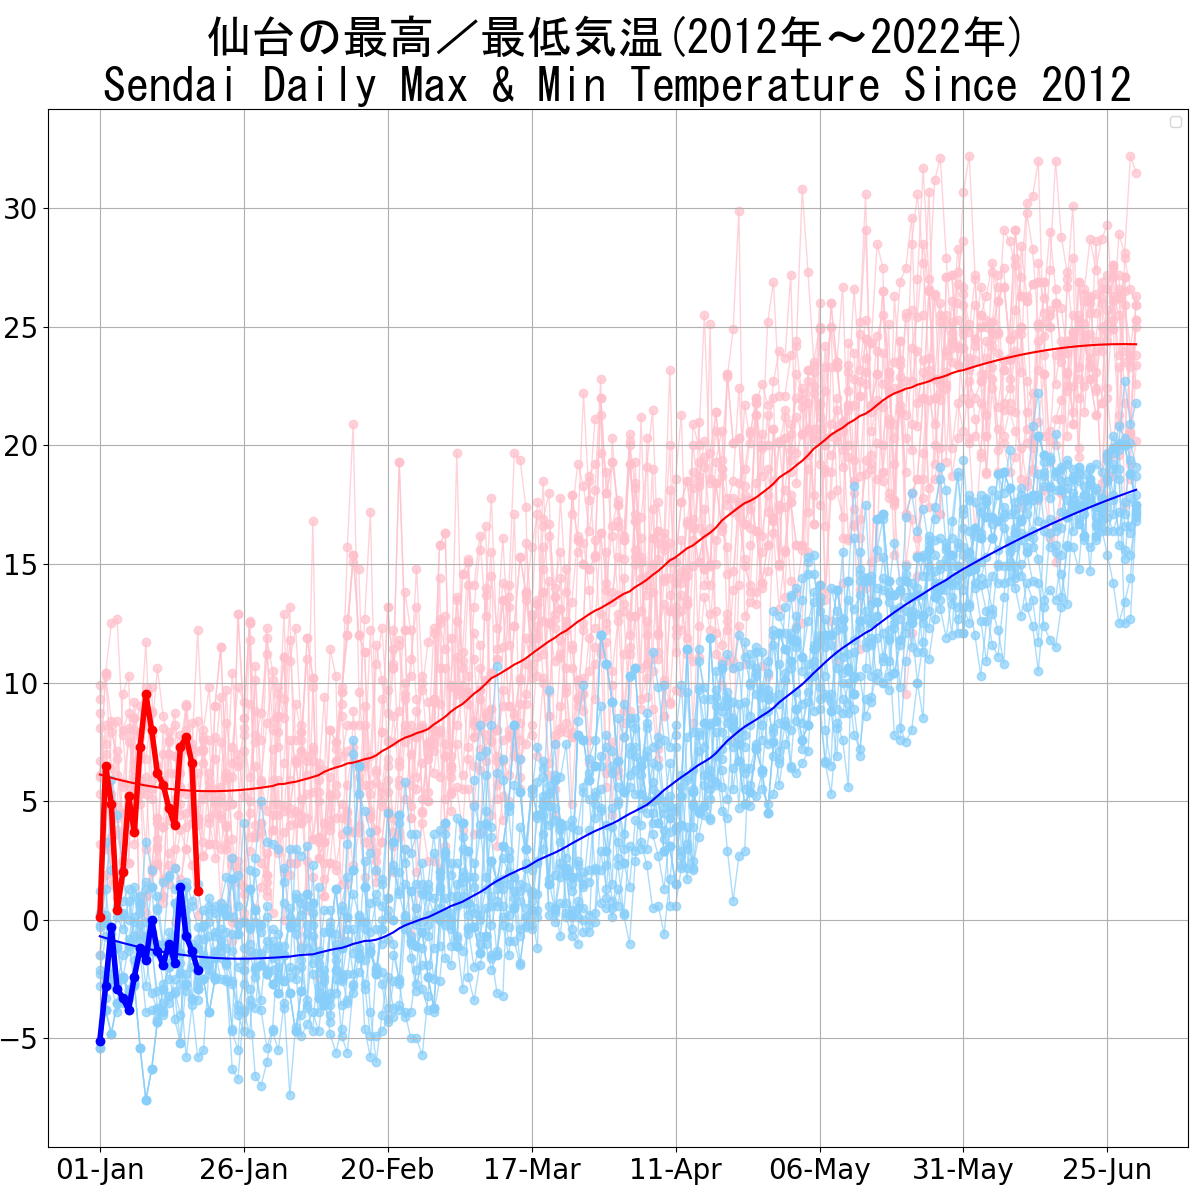 仙台の最高／最低気温(2012年～2022年)
Sendai Daily Max & Min Temperature Since 2012
30
25
20
15
10
5
0
−5
01-Jan 26-Jan 20-Feb 17-Mar 11-Apr 06-May 31-May 25-Jun